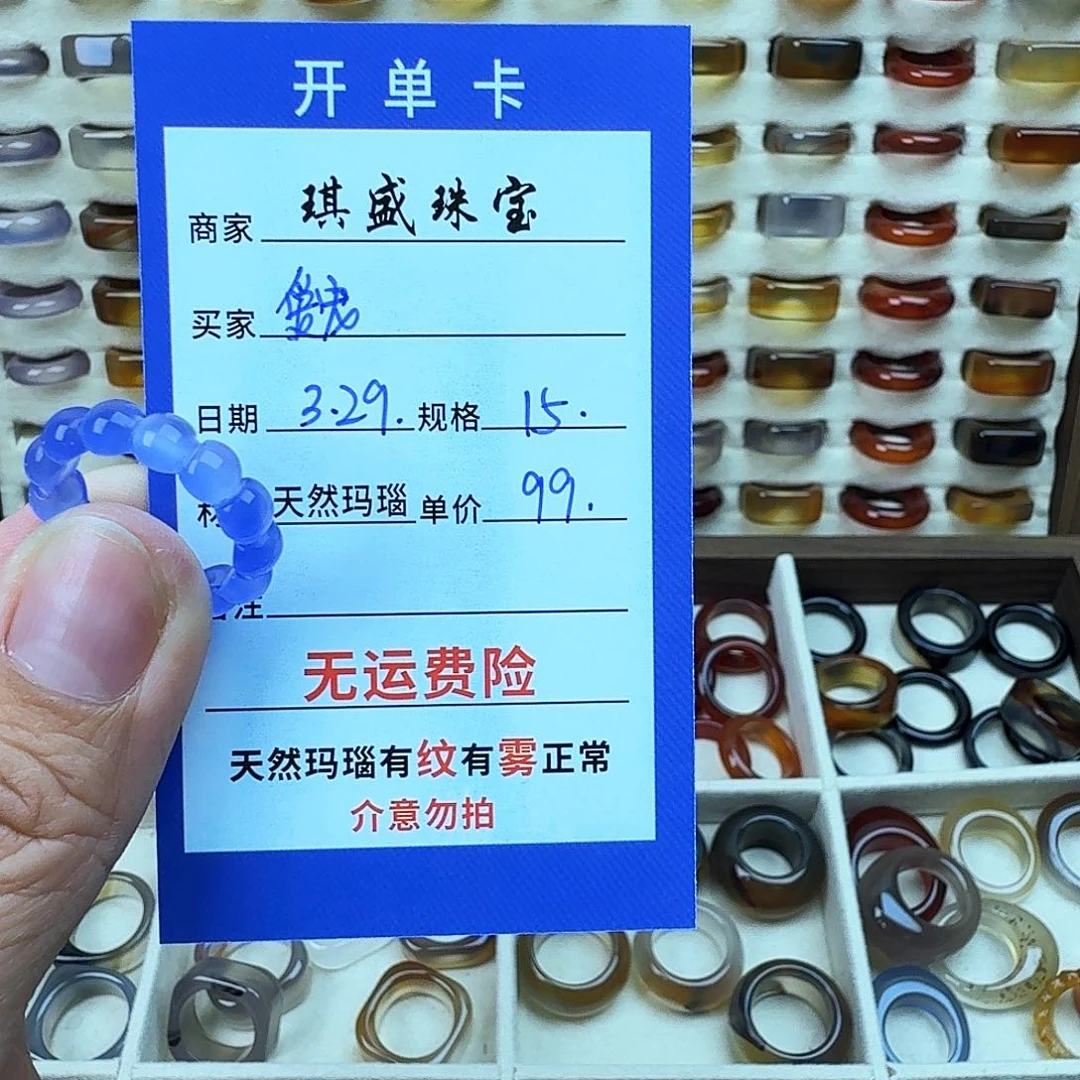 开单卡
商家 琪盛珠宝
买家
日期 3.29. 规格 15.
材 天然玛瑙 单价 99.
备注
无运费险
天然玛瑙有纹有雾正常
介意勿拍